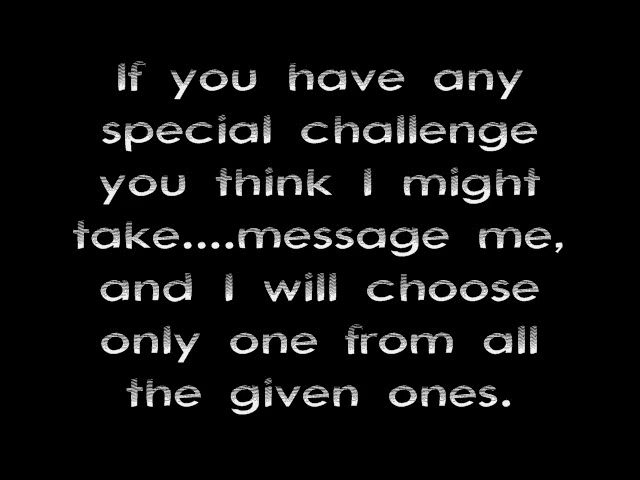 If you have any
special challenge
you think I might
take....message me,
and I will choose
only one from all
the given ones.